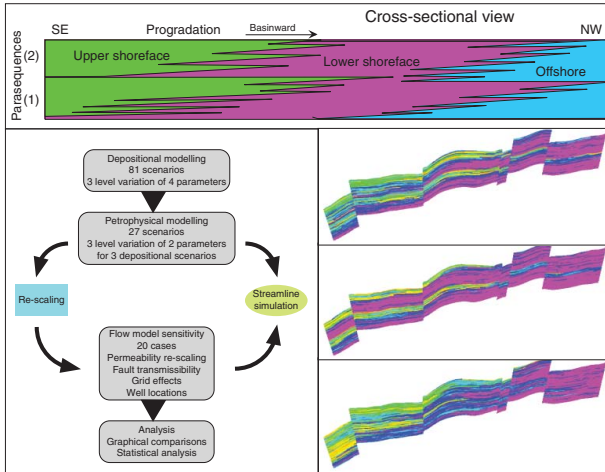 Cross-sectional view
SE
Progradation
Basinward
NW
Parasequences
(2)
(1)
Upper shoreface
Lower shoreface
Offshore
Depositional modelling
81 scenarios
3 level variation of 4 parameters
Petrophysical modelling
27 scenarios
3 level variation of 2 parameters
for 3 depositional scenarios
Re-scaling
Streamline
simulation
Flow model sensitivity
20 cases
Permeability re-scaling
Fault transmissibility
Grid effects
Well locations
Analysis
Graphical comparisons
Statistical analysis